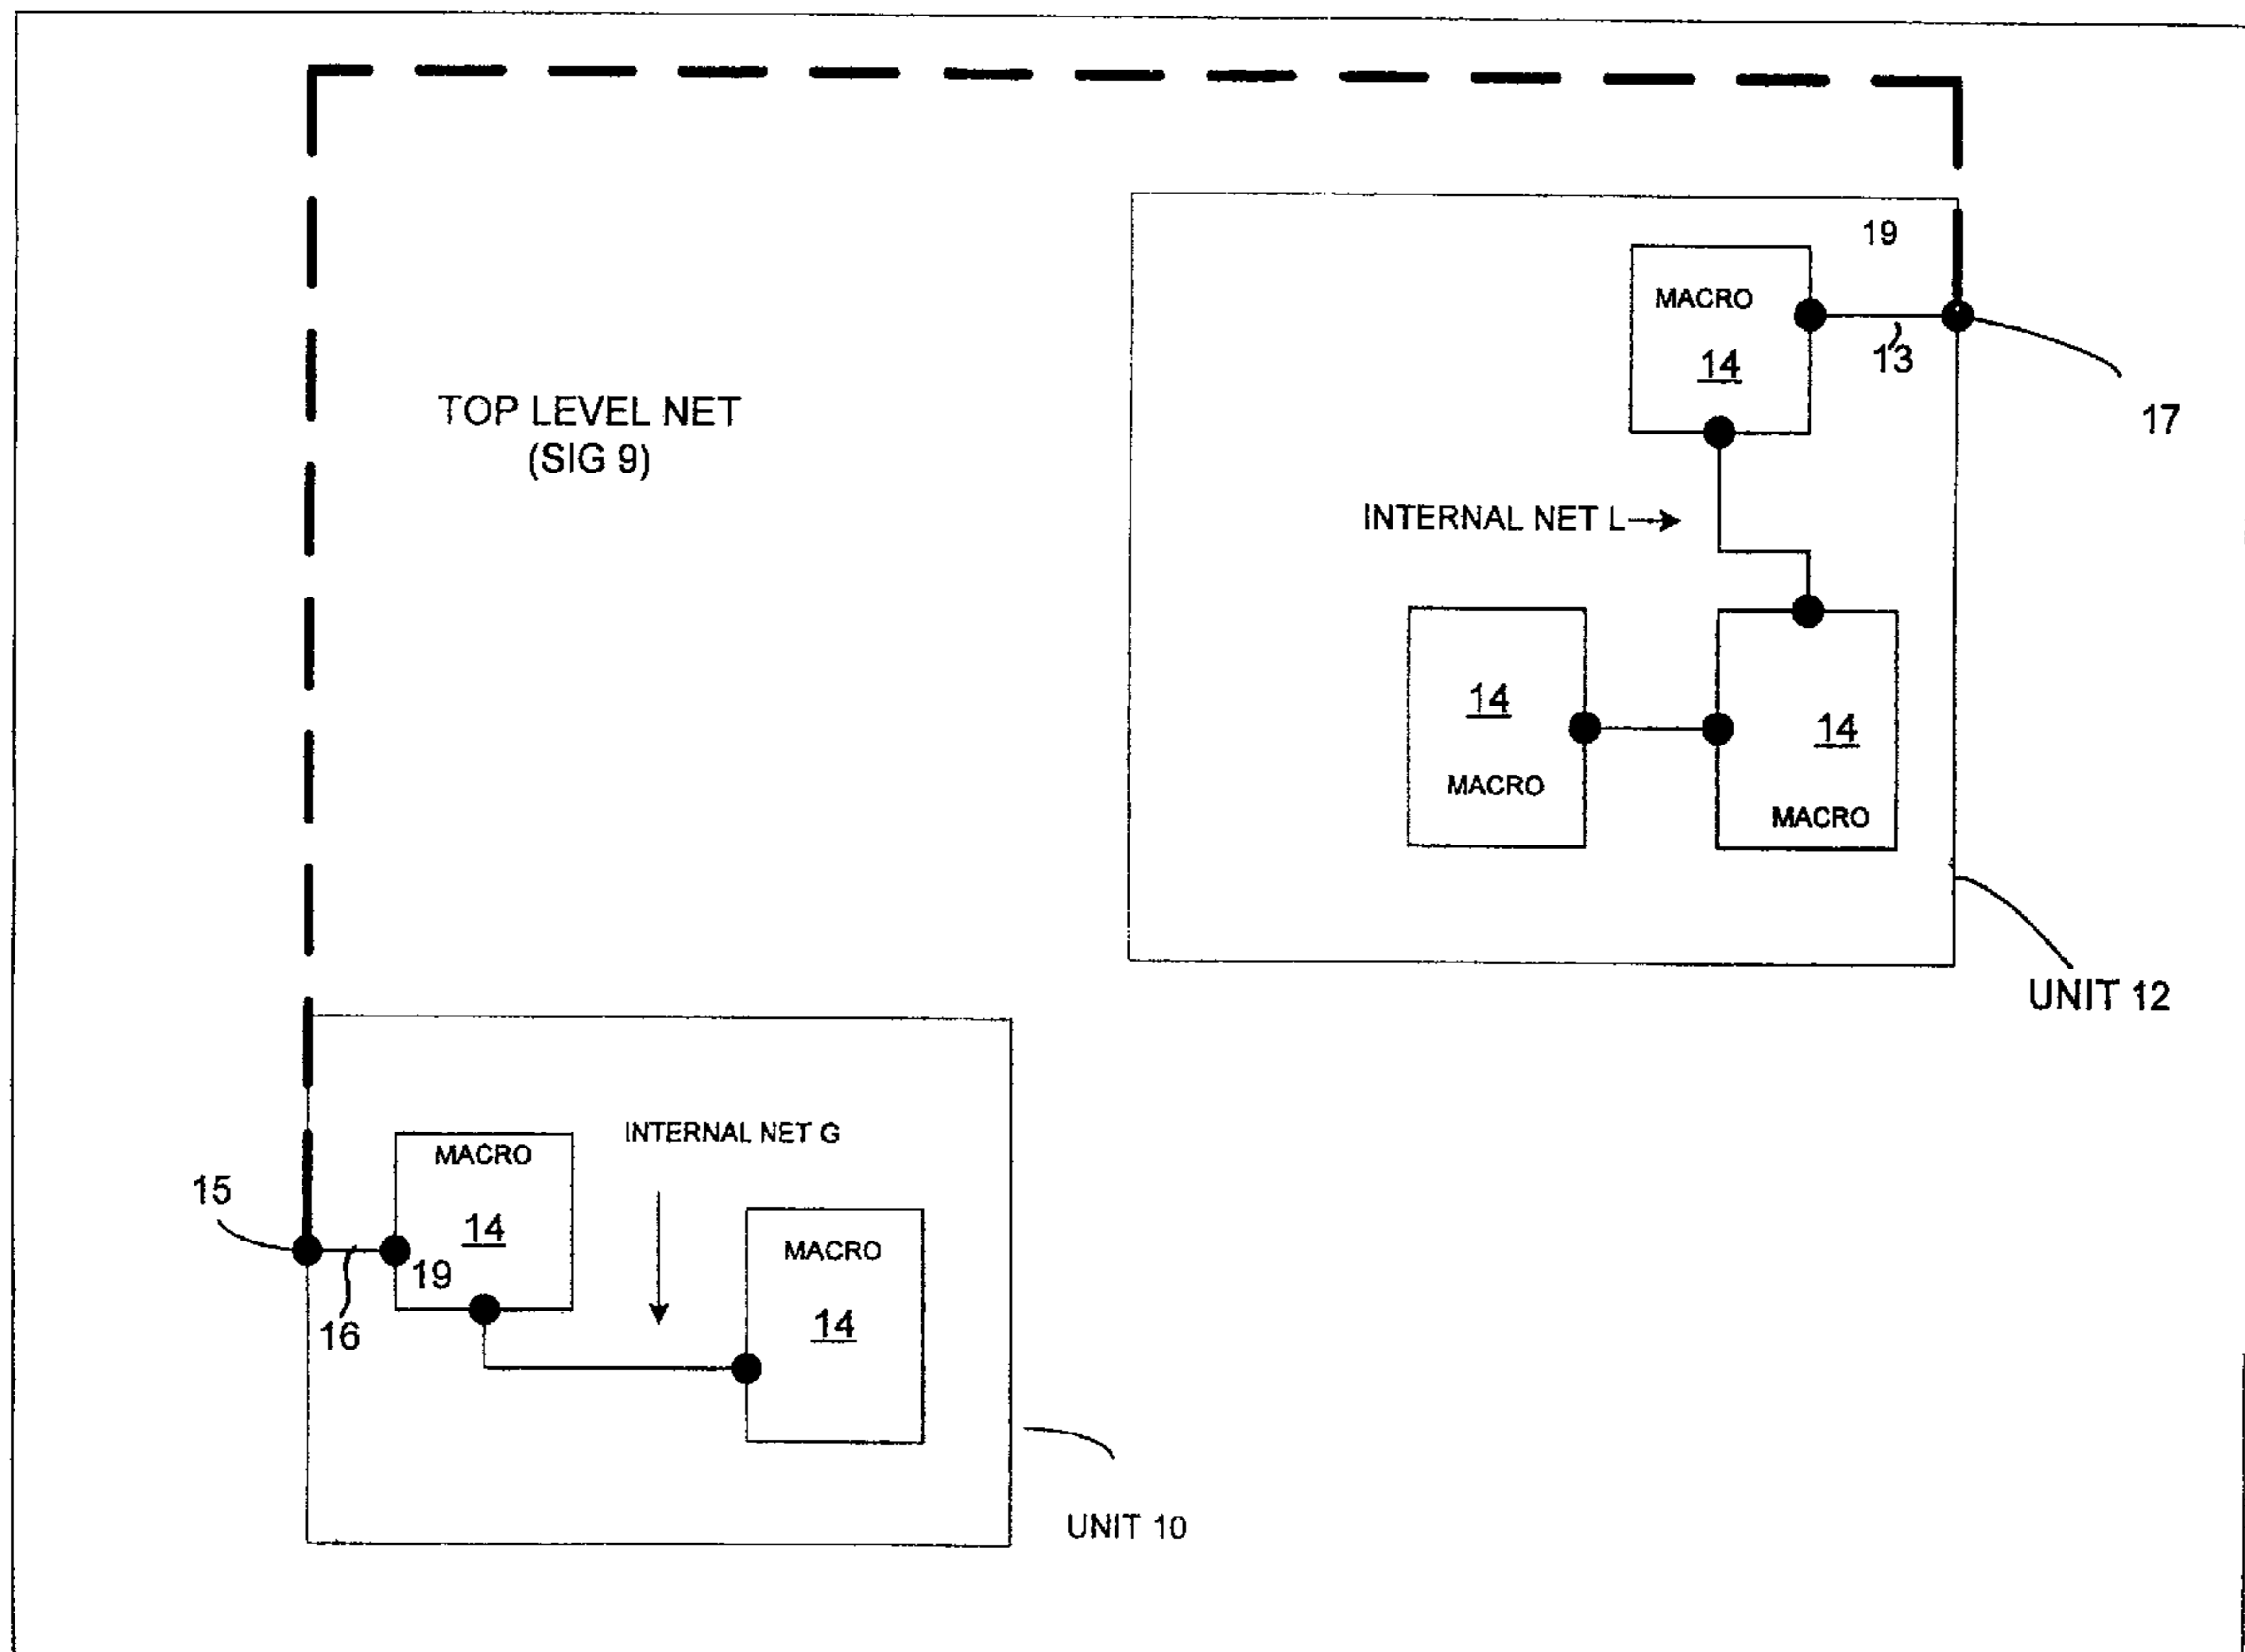 TOP LEVEL NET
(SIG 9)
19
MACRO
14
13
17
INTERNAL NET L
14
MACRO
14
MACRO
UNIT 12
INTERNAL NET G
MACRO
14
15
19
16
MACRO
14
UNIT 10